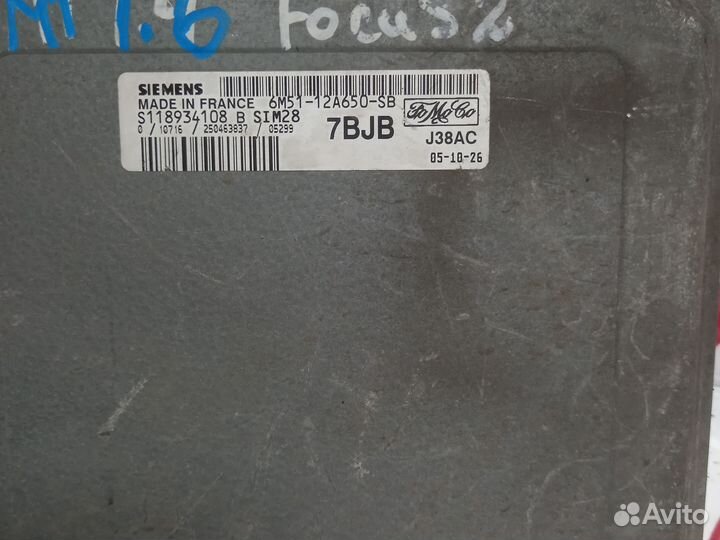 МТ 1.6 Focus 2
SIEMENS
MADE IN FRANCE 6M51-12A650-SB
S118934108 B SIM28
0 / 10716 / 250463837 / 05299
7BJB
FoMoCo
J38AC
05-10-26
Avito